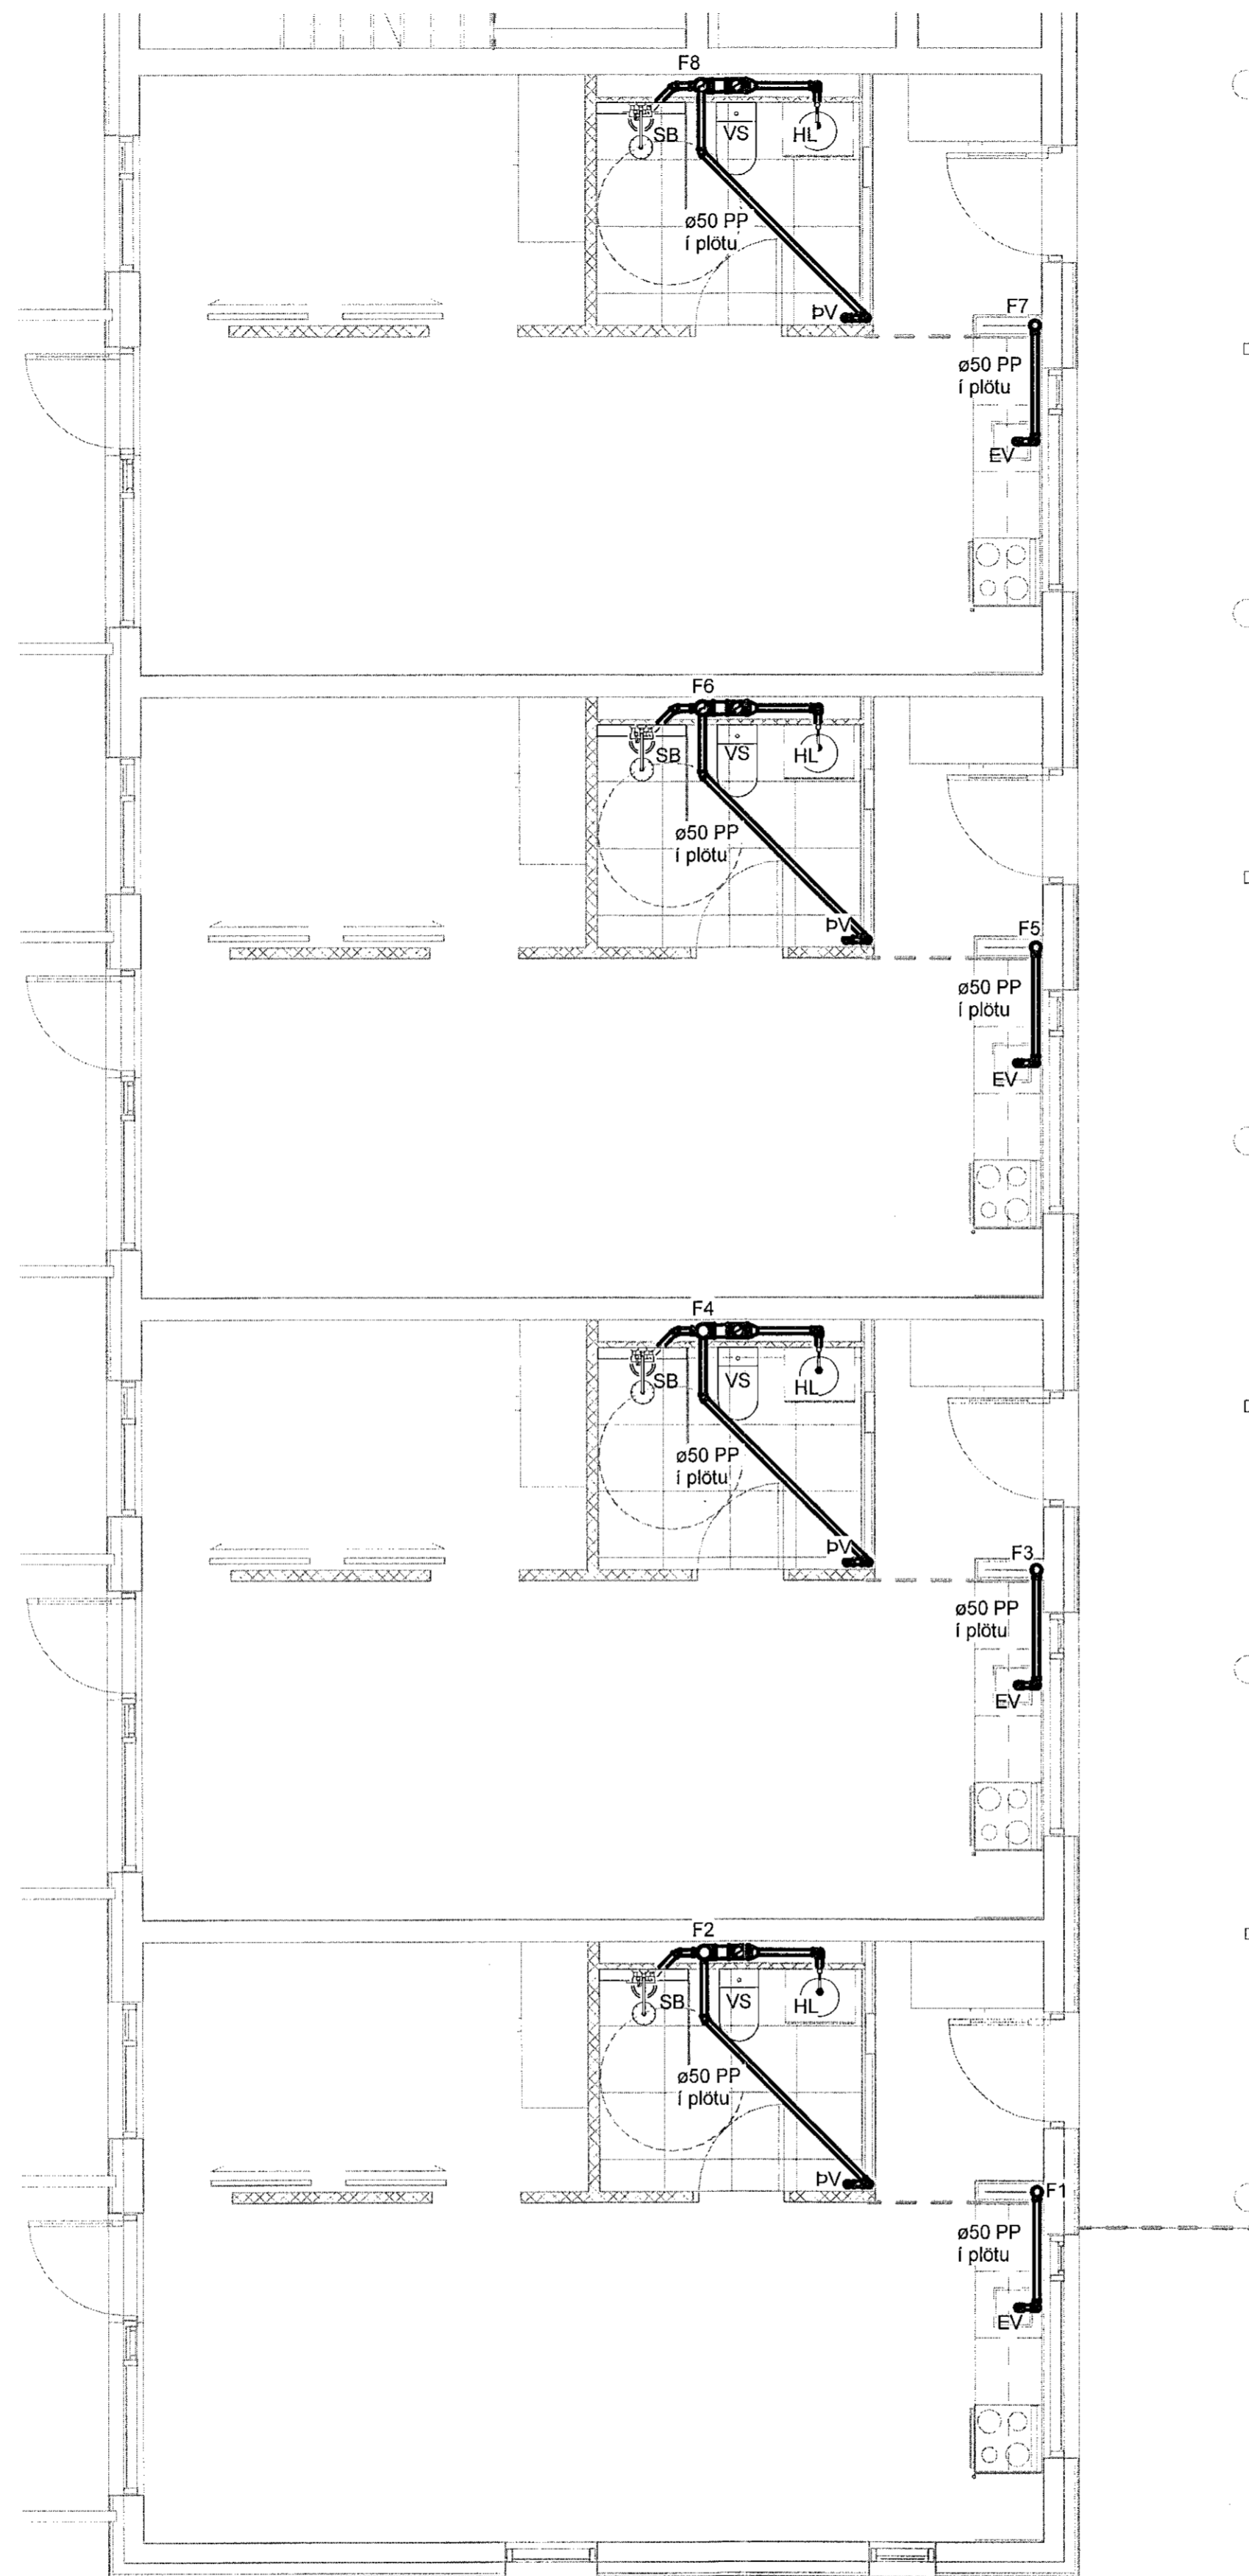 F8
SB
VS
HL
ø50 PP
í plötu
ÞV
F7
ø50 PP
í plötu
EV
F6
SB
VS
HL
ø50 PP
í plötu
ÞV
F5
ø50 PP
í plötu
EV
F4
SB
VS
HL
ø50 PP
í plötu
ÞV
F3
ø50 PP
í plötu
EV
F2
SB
VS
HL
ø50 PP
í plötu
ÞV
F1
ø50 PP
í plötu
EV